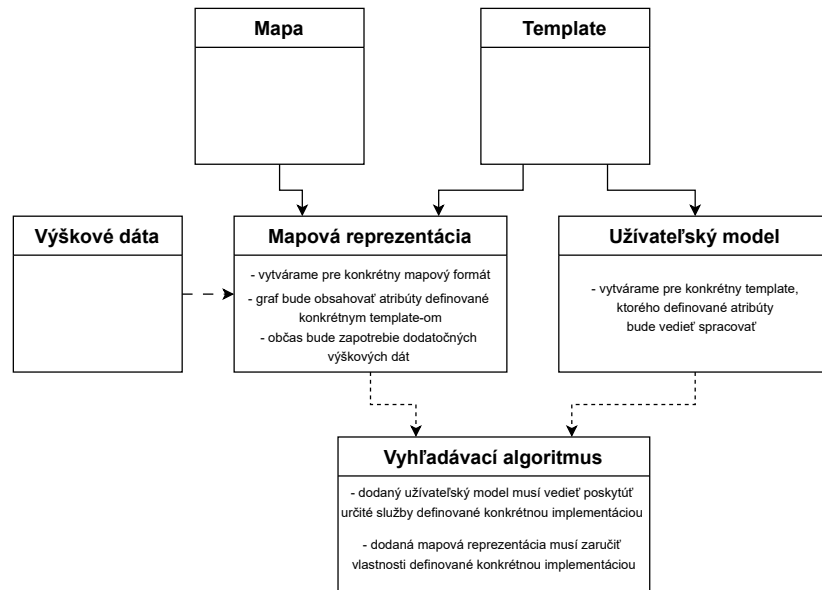 Mapa
Template
Výškové dáta
Mapová reprezentácia
- vytvárame pre konkrétny mapový formát
- graf bude obsahovať atribúty definované
konkrétnym template-om
- občas bude zapotrebie dodatočných
výškových dát
Užívateľský model
- vytvárame pre konkrétny template,
ktorého definované atribúty
bude vedieť spracovať
Vyhľadávací algoritmus
- dodaný užívateľský model musí vedieť poskytúť
určité služby definované konkrétnou implementáciou
- dodaná mapová reprezentácia musí zaručiť
vlastnosti definované konkrétnou implementáciou